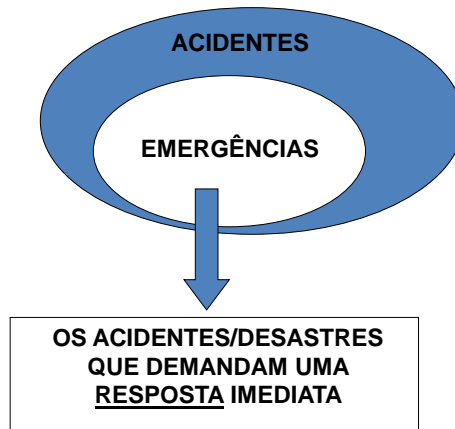 ACIDENTES
EMERGÊNCIAS
OS ACIDENTES/DESASTRES
QUE DEMANDAM UMA
RESPOSTA IMEDIATA